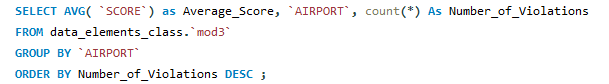 SELECT AVG( `SCORE`) as Average_Score, `AIRPORT`, count(*) As Number_of_Violations
FROM data_elements_class.`mod3`
GROUP BY `AIRPORT`
ORDER BY Number_of_Violations DESC ;